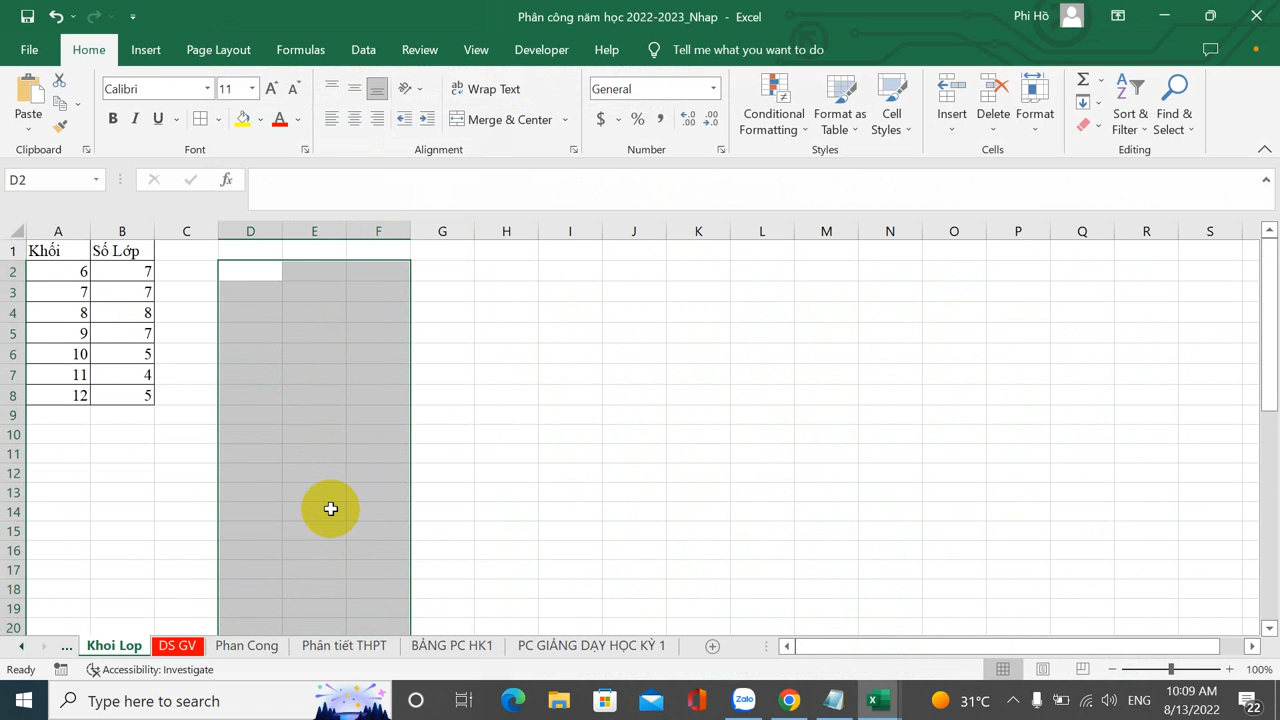 Phân công năm học 2022-2023_Nhap - Excel
Phi Hồ
File Home Insert Page Layout Formulas Data Review View Developer Help Tell me what you want to do
Paste
Calibri 11
B I U
A A
ab Wrap Text
Merge & Center
General
$ % ,
Conditional Formatting
Format as Table
Cell Styles
Insert Delete Format
Sort & Filter
Find & Select
Clipboard Font Alignment Number Styles Cells Editing
D2 fx
A B C D E F G H I J K L M N O P Q R S
1 Khối Số Lớp
2 6 7
3 7 7
4 8 8
5 9 7
6 10 5
7 11 4
8 12 5
9
10
11
12
13
14
15
16
17
18
19
20
... Khoi Lop DS GV Phan Cong Phân tiết THPT BẢNG PC HK1 PC GIẢNG DẠY HỌC KỲ 1
Ready Accessibility: Investigate 100%
Type here to search Zalo 31°C ENG 10:09 AM
8/13/2022 22